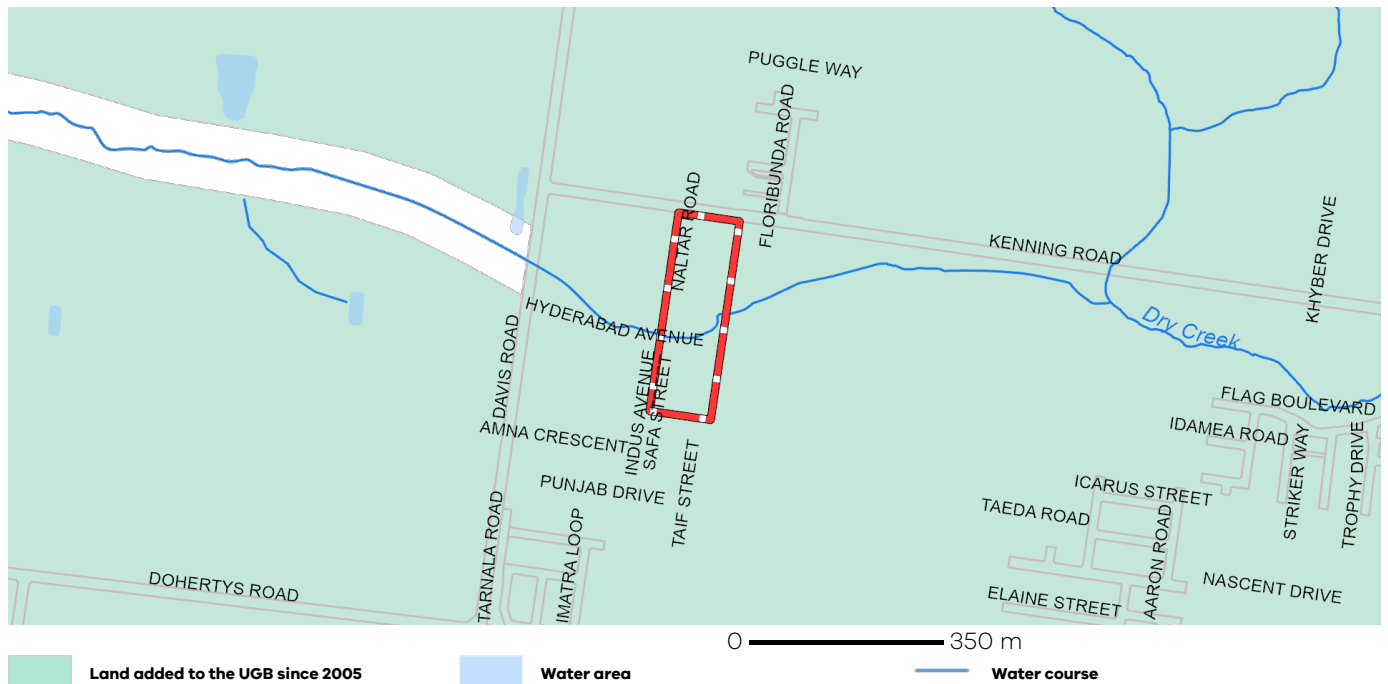 PUGGLE WAY
FLORIBUNDA ROAD
NALTAR ROAD
KENNING ROAD
KHYBER DRIVE
HYDERABAD AVENUE
Dry Creek
DAVIS ROAD
INDUS AVENUE
SAFA STREET
FLAG BOULEVARD
IDAMEA ROAD
AMNA CRESCENT
STRIKER WAY
TROPHY DRIVE
PUNJAB DRIVE
TAIF STREET
ICARUS STREET
TAEDA ROAD
TARNALA ROAD
IMATRA LOOP
AARON ROAD
DOHERTYS ROAD
NASCENT DRIVE
ELAINE STREET
0 350 m
Land added to the UGB since 2005 Water area Water course